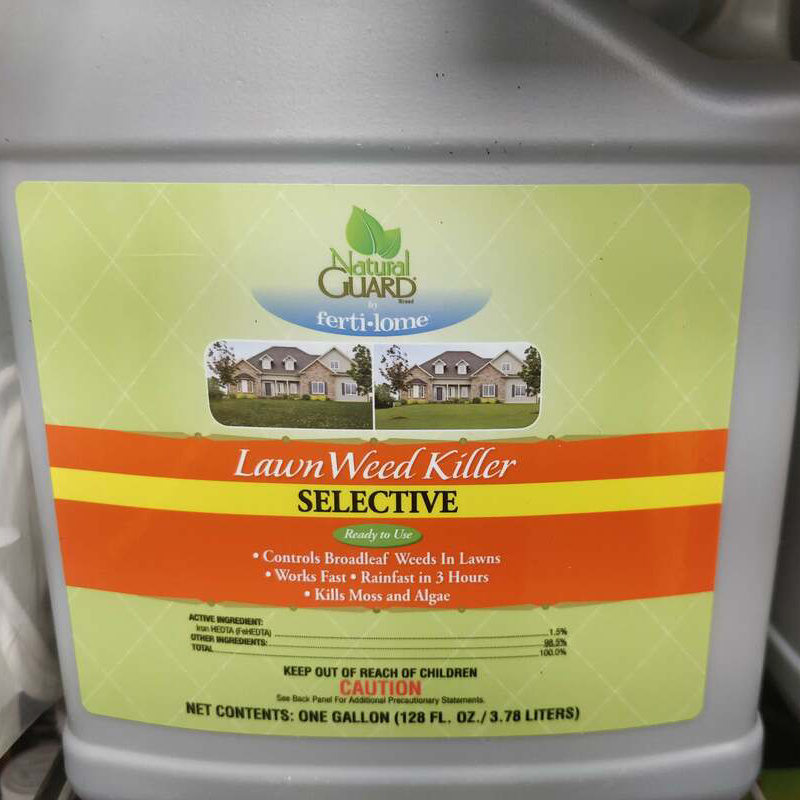 Natural
GUARD®
Brand
by
ferti•lome®
Lawn Weed Killer
SELECTIVE
Ready to Use
• Controls Broadleaf Weeds In Lawns
• Works Fast • Rainfast in 3 Hours
• Kills Moss and Algae
ACTIVE INGREDIENT:
Iron HEDTA (FeHEDTA) 1.5%
OTHER INGREDIENTS: 98.5%
TOTAL 100.0%
KEEP OUT OF REACH OF CHILDREN
CAUTION
See Back Panel For Additional Precautionary Statements.
NET CONTENTS: ONE GALLON (128 FL. OZ./3.78 LITERS)